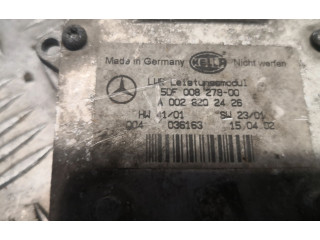 Made in Germany HELLA Nicht werfen
LWR Leistungsmodul
5DF 008 278-00
A 002 820 24 26
HW 41/01 SW 23/01
004 036163 15.04.02